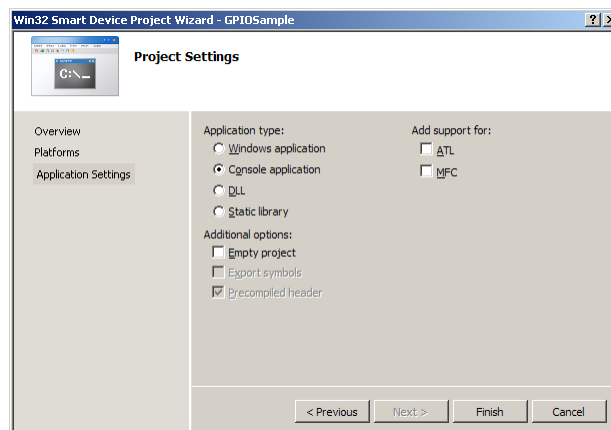 Win32 Smart Device Project Wizard - GPIOSample
Project Settings
C:\_
Overview
Platforms
Application Settings
Application type:
Windows application
Console application
DLL
Static library
Additional options:
Empty project
Export symbols
Precompiled header
Add support for:
ATL
MFC
< Previous
Next >
Finish
Cancel